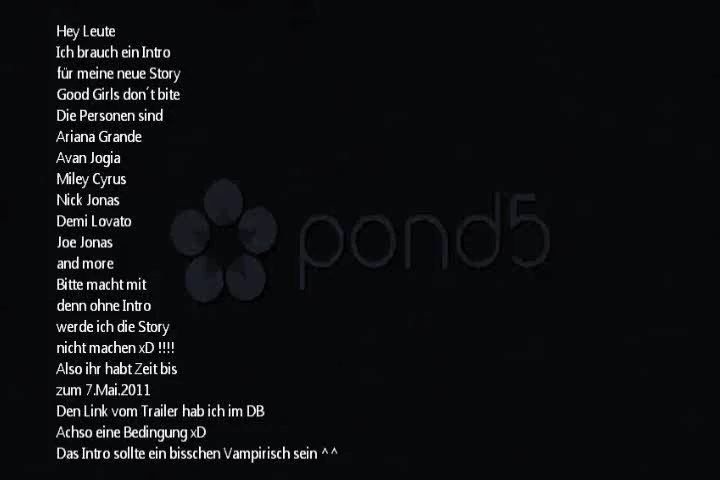 Hey Leute
Ich brauch ein Intro
für meine neue Story
Good Girls don´t bite
Die Personen sind
Ariana Grande
Avan Jogia
Miley Cyrus
Nick Jonas
Demi Lovato
Joe Jonas
and more
Bitte macht mit
denn ohne Intro
werde ich die Story
nicht machen xD !!!!
Also ihr habt Zeit bis
zum 7.Mai.2011
Den Link vom Trailer hab ich im DB
Achso eine Bedingung xD
Das Intro sollte ein bisschen Vampirisch sein ^^
pond5